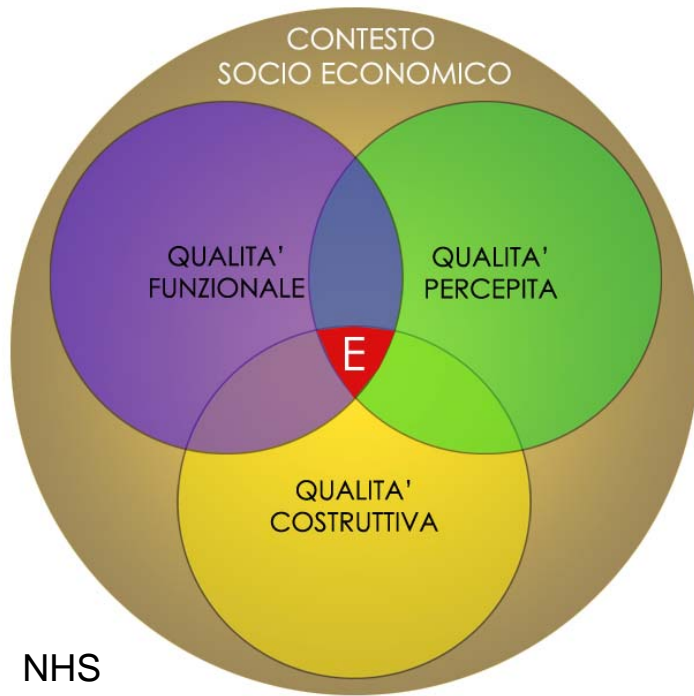 CONTESTO
SOCIO ECONOMICO
QUALITA’
FUNZIONALE
QUALITA’
PERCEPITA
E
QUALITA’
COSTRUTTIVA
NHS